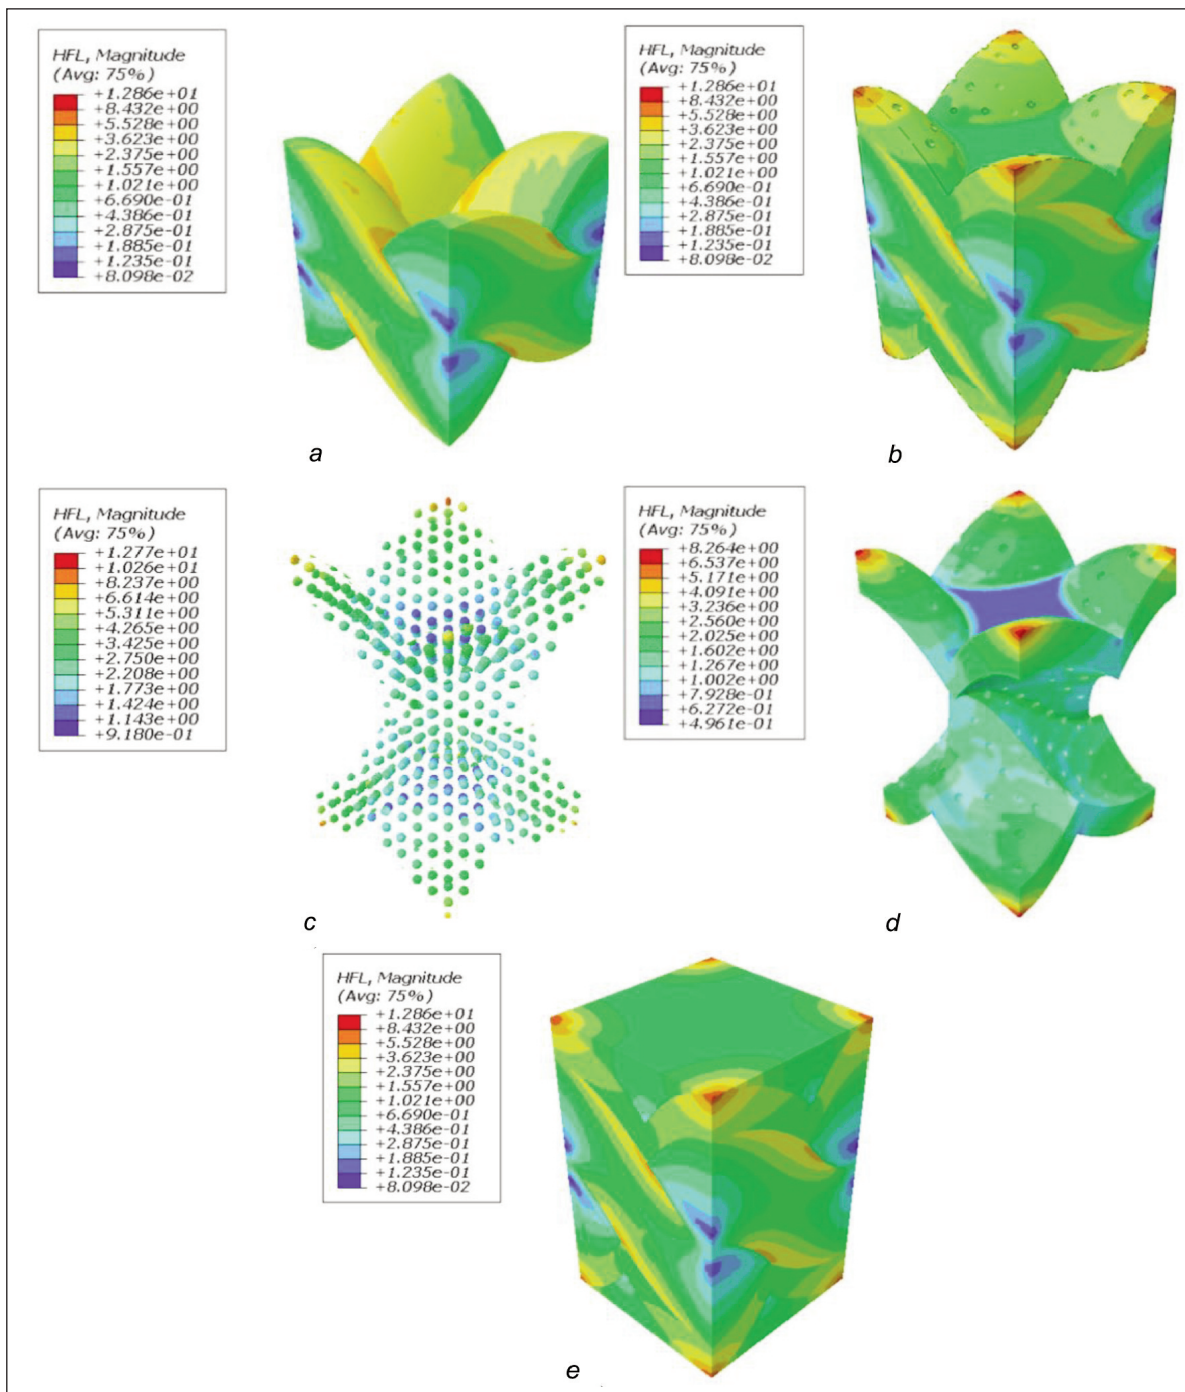 HFL, Magnitude
(Avg: 75%)
+1.286e+01
+8.432e+00
+5.528e+00
+3.623e+00
+2.375e+00
+1.557e+00
+1.021e+00
+6.690e-01
+4.386e-01
+2.875e-01
+1.885e-01
+1.235e-01
+8.098e-02
a
HFL, Magnitude
(Avg: 75%)
+1.286e+01
+8.432e+00
+5.528e+00
+3.623e+00
+2.375e+00
+1.557e+00
+1.021e+00
+6.690e-01
+4.386e-01
+2.875e-01
+1.885e-01
+1.235e-01
+8.098e-02
b
HFL, Magnitude
(Avg: 75%)
+1.277e+01
+1.026e+01
+8.237e+00
+6.614e+00
+5.311e+00
+4.265e+00
+3.425e+00
+2.750e+00
+2.208e+00
+1.773e+00
+1.424e+00
+1.143e+00
+9.180e-01
c
HFL, Magnitude
(Avg: 75%)
+8.264e+00
+6.537e+00
+5.171e+00
+4.091e+00
+3.236e+00
+2.560e+00
+2.025e+00
+1.602e+00
+1.267e+00
+1.002e+00
+7.928e-01
+6.272e-01
+4.961e-01
d
HFL, Magnitude
(Avg: 75%)
+1.286e+01
+8.432e+00
+5.528e+00
+3.623e+00
+2.375e+00
+1.557e+00
+1.021e+00
+6.690e-01
+4.386e-01
+2.875e-01
+1.885e-01
+1.235e-01
+8.098e-02
e